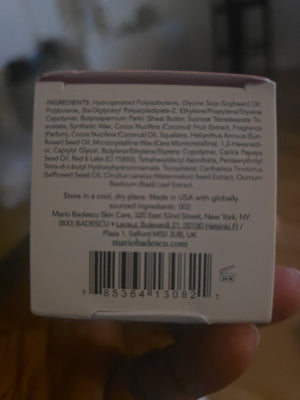 INGREDIENTS: Hydrogenated Polyisobutene, Glycine Soja (Soybean) Oil,
Polybutene, Bis-Diglyceryl Polyacyladipate-2, Ethylene/Propylene/Styrene
Copolymer, Butyrospermum Parkii (Shea) Butter, Sucrose Tetrastearate Tri-
acetate, Synthetic Wax, Cocos Nucifera (Coconut) Fruit Extract, Fragrance
(Parfum), Cocos Nucifera (Coconut) Oil, Squalane, Helianthus Annuus (Sun-
flower) Seed Oil, Microcrystalline Wax (Cera Microcristallina), 1,2-Hexanedi-
ol, Caprylyl Glycol, Butylene/Ethylene/Styrene Copolymer, Carica Papaya
Seed Oil, Red 6 Lake (CI 15850), Tetrahexyldecyl Ascorbate, Pentaerythrityl
Tetra-di-t-butyl Hydroxyhydrocinnamate, Tocopherol, Carthamus Tinctorius
(Safflower) Seed Oil, Citrullus Lanatus (Watermelon) Seed Extract, Ocimum
Basilicum (Basil) Leaf Extract.
Store in a cool, dry place. Made in USA with globally
sourced ingredients. 002
Mario Badescu Skin Care, 320 East 52nd Street, New York, NY
(800) BADESCU • Lecpur, Bulevardi 21, 00180 Helsinki FI /
Plaza 1, Salford M50 3UB, UK
mariobadescu.com
7 85364 13082 1